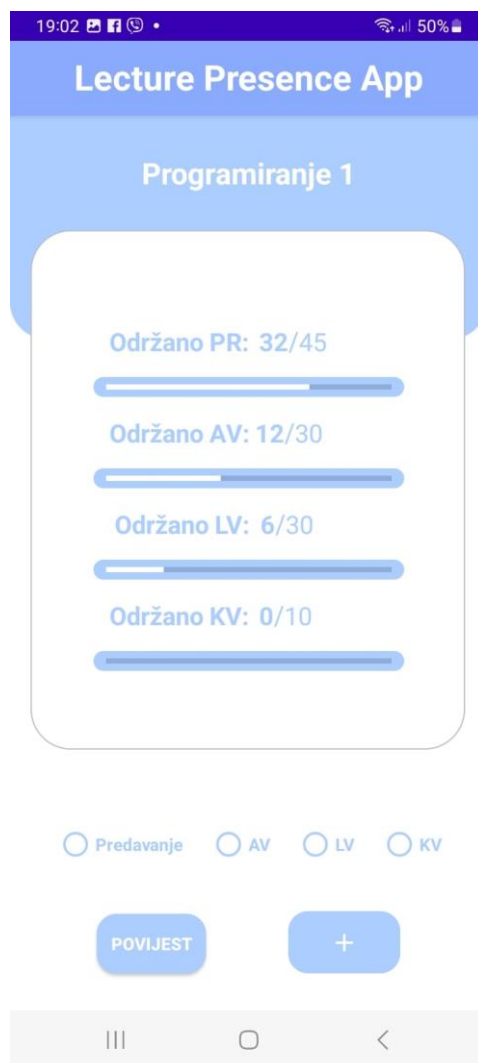 19:02 50%
Lecture Presence App
Programiranje 1
Održano PR: 32/45
Održano AV: 12/30
Održano LV: 6/30
Održano KV: 0/10
Predavanje AV LV KV
POVIJEST +